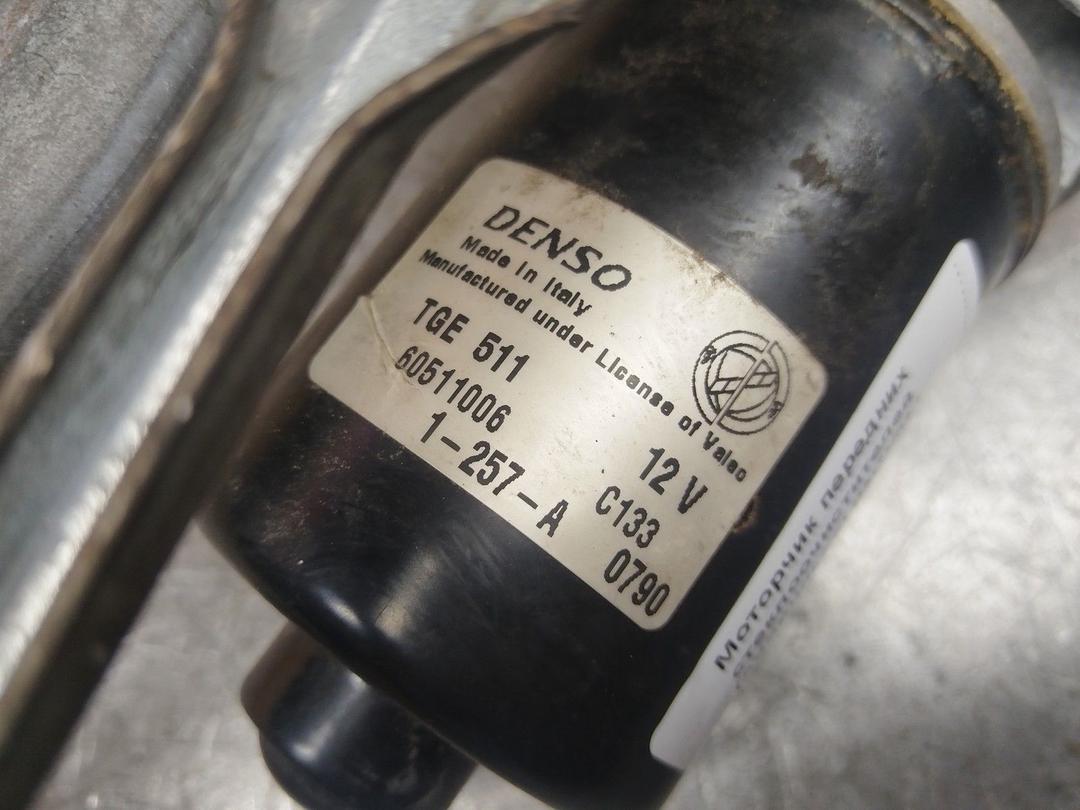 DENSO
Made in Italy
Manufactured under License of Valeo
TGE 511 12 V
60511006 C133
1-257-A 0790
Моторчик передних
стеклоочистителей